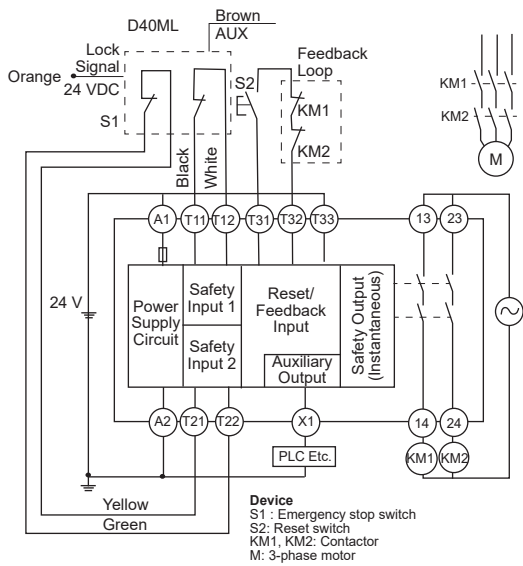 D40ML
Brown
AUX
Lock
Signal
Orange
24 VDC
S1
S2
Feedback
Loop
KM1
KM2
KM1
KM2
M
Black
White
A1
T11
T12
T31
T32
T33
13
23
24 V
Power
Supply
Circuit
Safety
Input 1
Safety
Input 2
Reset/
Feedback
Input
Auxiliary
Output
Safety Output
(Instantaneous)
A2
T21
T22
X1
14
24
PLC Etc.
KM1
KM2
Yellow
Green
Device
S1 : Emergency stop switch
S2: Reset switch
KM1, KM2: Contactor
M: 3-phase motor